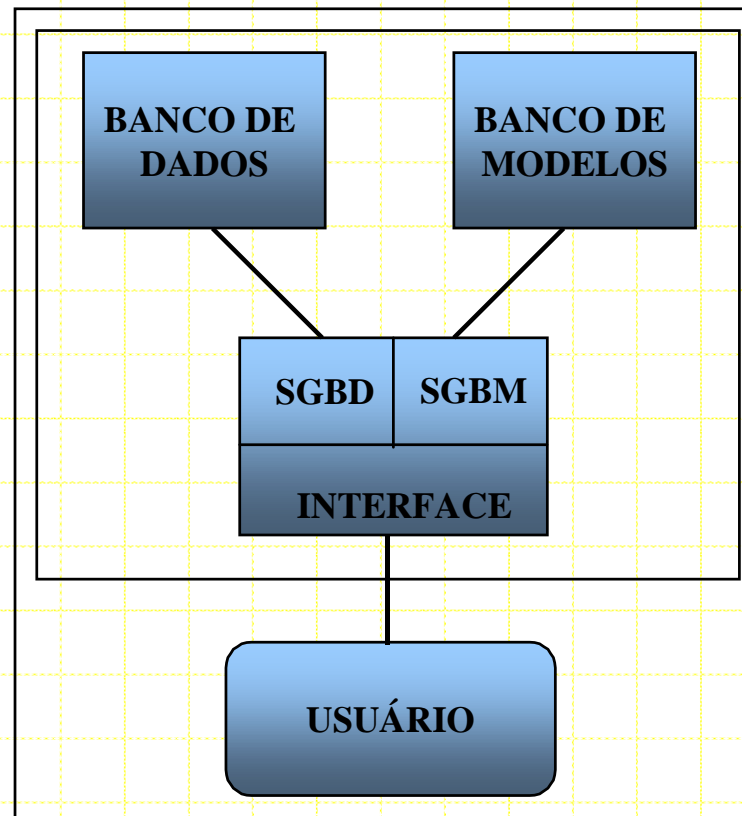 BANCO DE
DADOS
BANCO DE
MODELOS
SGBD
SGBM
INTERFACE
USUÁRIO